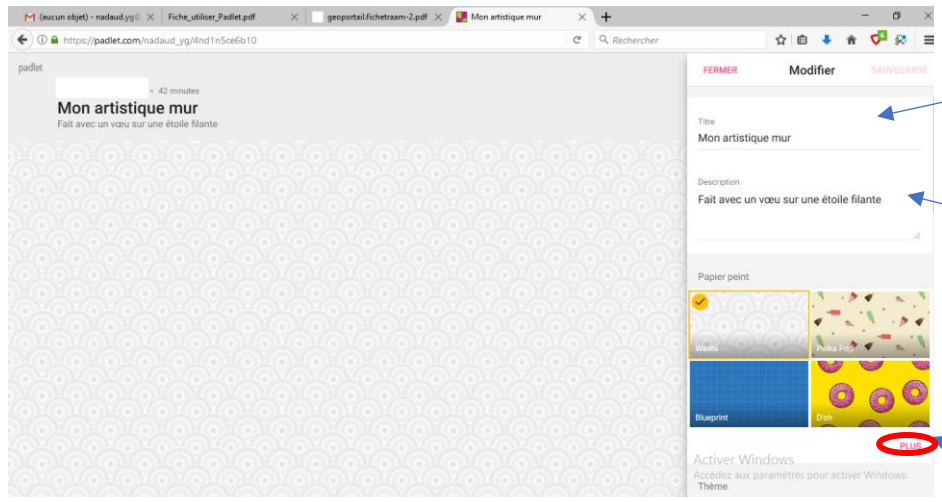 (aucun objet) - nadaud.yg
Fiche_utiliser_Padlet.pdf
geoportail.fichetraam-2.pdf
Mon artistique mur
https://padlet.com/nadaud_yg/4nd1n5ce6b10
Rechercher
6
padlet
42 minutes
Mon artistique mur
Fait avec un vœu sur une étoile filante
FERMER
Modifier
SAUVEGARDÉ
Titre
Mon artistique mur
Description
Fait avec un vœu sur une étoile filante
Papier peint
Washi
Polka Pop
Blueprint
D'oh
PLUS
Activer Windows
Accédez aux paramètres pour activer Windows.
Thème